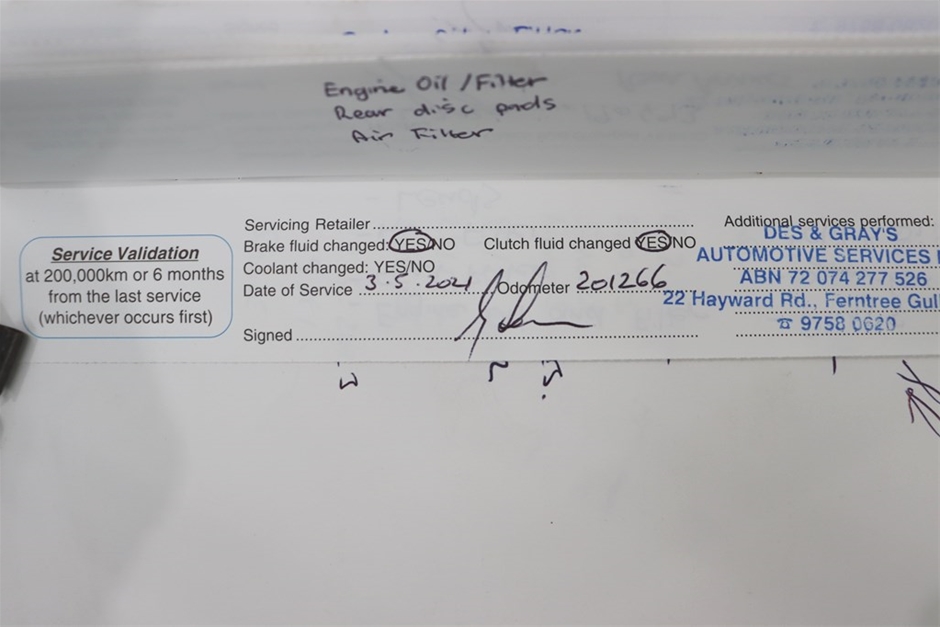 Engine Oil / Filter
Rear disc pads
Air Filter
Service Validation
at 200,000km or 6 months
from the last service
(whichever occurs first)
Servicing Retailer
Brake fluid changed: YES/NO Clutch fluid changed YES/NO
Coolant changed: YES/NO
Date of Service 3.5.2021 Odometer 201266
Signed
Additional services performed:
DES & GRAY'S
AUTOMOTIVE SERVICES
ABN 72 074 277 526
22 Hayward Rd., Ferntree Gul
☎ 9758 0620